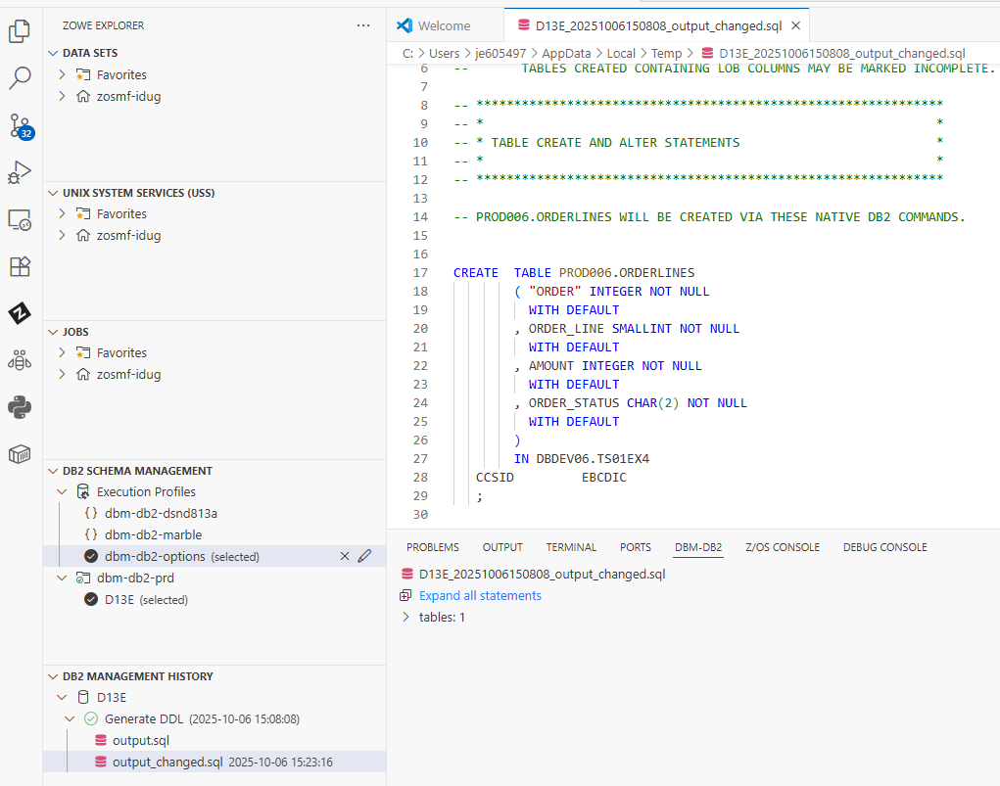 ZOWE EXPLORER
DATA SETS
Favorites
zosmf-idug
32
UNIX SYSTEM SERVICES (USS)
Favorites
zosmf-idug
JOBS
Favorites
zosmf-idug
DB2 SCHEMA MANAGEMENT
Execution Profiles
{} dbm-db2-dsnd813a
{} dbm-db2-marble
dbm-db2-options (selected)
dbm-db2-prd
D13E (selected)
DB2 MANAGEMENT HISTORY
D13E
Generate DDL (2025-10-06 15:08:08)
output.sql
output_changed.sql 2025-10-06 15:23:16
Welcome
D13E_20251006150808_output_changed.sql
C: > Users > je605497 > AppData > Local > Temp > D13E_20251006150808_output_changed.sql
6 -- TABLES CREATED CONTAINING LOB COLUMNS MAY BE MARKED INCOMPLETE.
7
8 -- **************************************************************
9 -- * *
10 -- * TABLE CREATE AND ALTER STATEMENTS *
11 -- * *
12 -- **************************************************************
13
14 -- PROD006.ORDERLINES WILL BE CREATED VIA THESE NATIVE DB2 COMMANDS.
15
16
17 CREATE TABLE PROD006.ORDERLINES
18 ( "ORDER" INTEGER NOT NULL
19 WITH DEFAULT
20 , ORDER_LINE SMALLINT NOT NULL
21 WITH DEFAULT
22 , AMOUNT INTEGER NOT NULL
23 WITH DEFAULT
24 , ORDER_STATUS CHAR(2) NOT NULL
25 WITH DEFAULT
26 )
27 IN DBDEV06.TS01EX4
28 CCSID EBCDIC
29 ;
30
PROBLEMS OUTPUT TERMINAL PORTS DBM-DB2 Z/OS CONSOLE DEBUG CONSOLE
D13E_20251006150808_output_changed.sql
Expand all statements
tables: 1